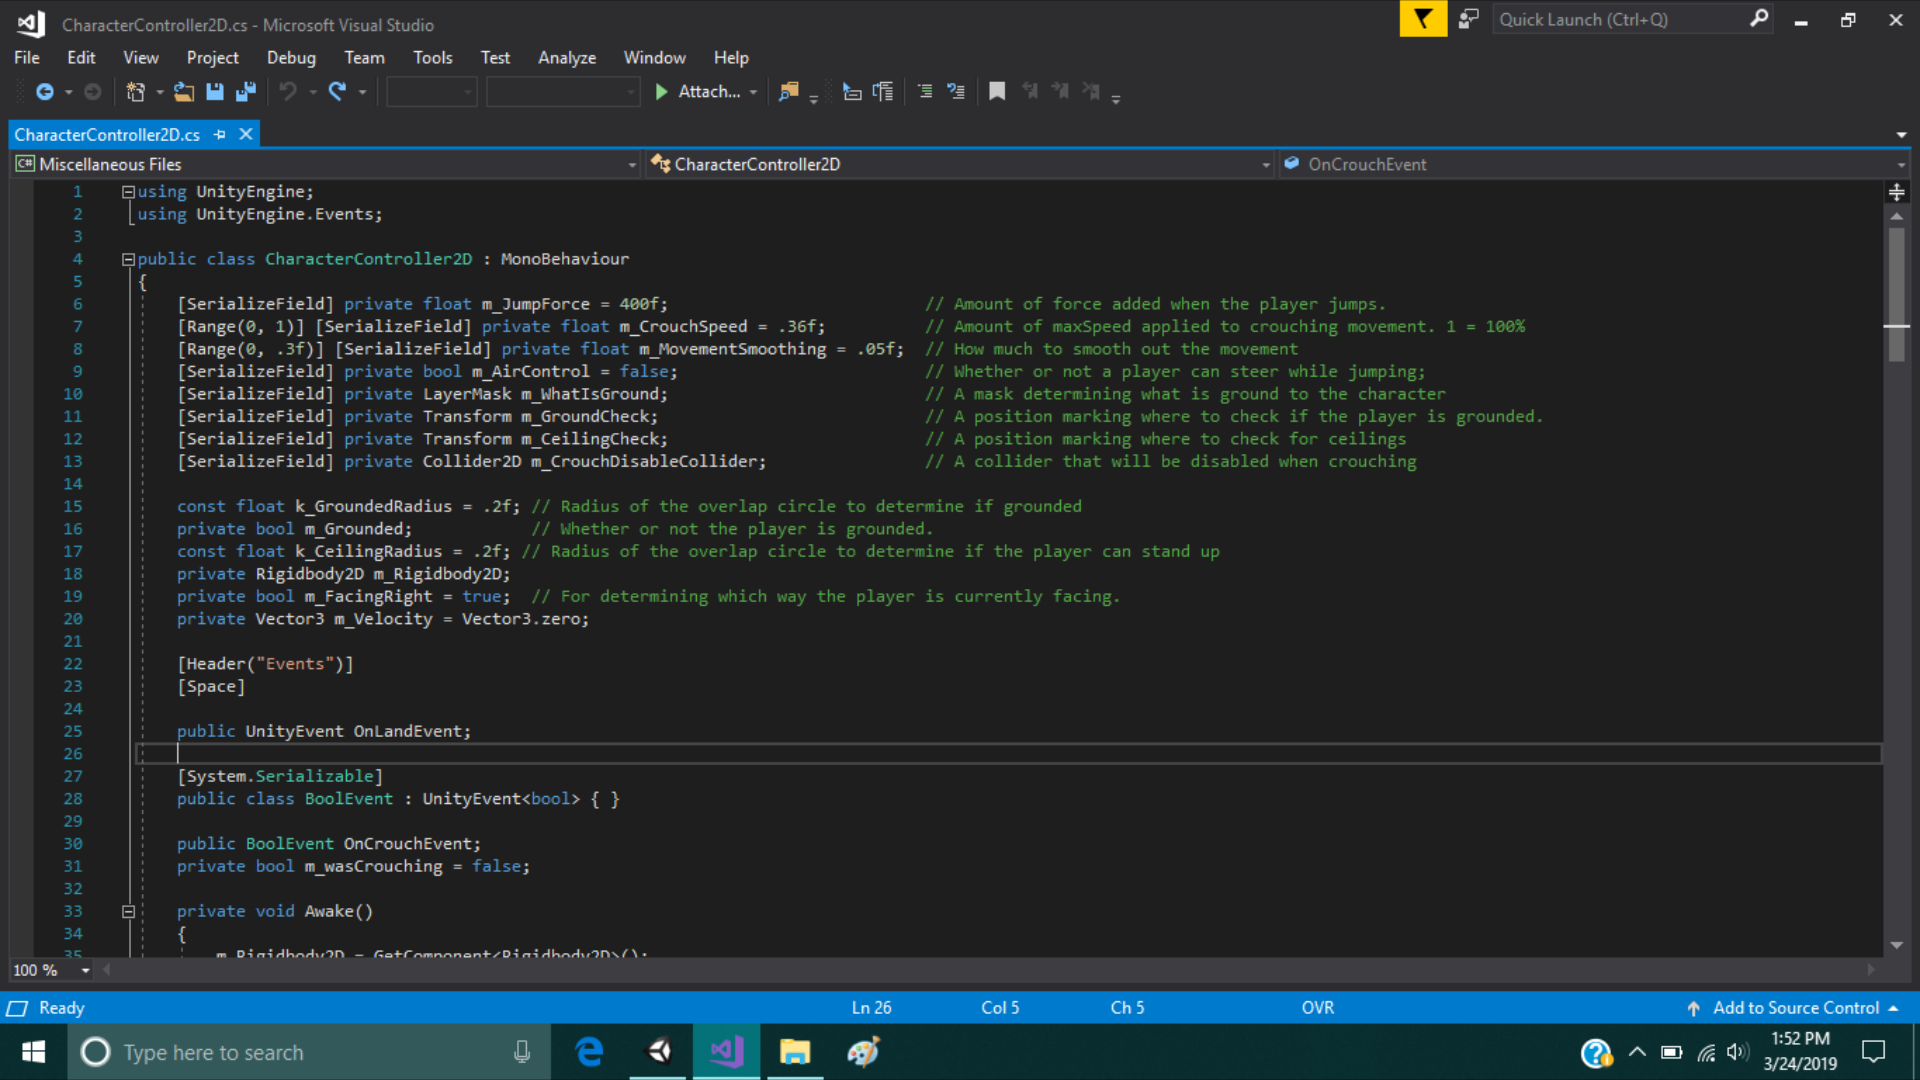 CharacterController2D.cs - Microsoft Visual Studio
Quick Launch (Ctrl+Q)
File Edit View Project Debug Team Tools Test Analyze Window Help
Attach...
CharacterController2D.cs
C# Miscellaneous Files CharacterController2D OnCrouchEvent
1 using UnityEngine;
2 using UnityEngine.Events;
3
4 public class CharacterController2D : MonoBehaviour
5 {
6 [SerializeField] private float m_JumpForce = 400f; // Amount of force added when the player jumps.
7 [Range(0, 1)] [SerializeField] private float m_CrouchSpeed = .36f; // Amount of maxSpeed applied to crouching movement. 1 = 100%
8 [Range(0, .3f)] [SerializeField] private float m_MovementSmoothing = .05f; // How much to smooth out the movement
9 [SerializeField] private bool m_AirControl = false; // Whether or not a player can steer while jumping;
10 [SerializeField] private LayerMask m_WhatIsGround; // A mask determining what is ground to the character
11 [SerializeField] private Transform m_GroundCheck; // A position marking where to check if the player is grounded.
12 [SerializeField] private Transform m_CeilingCheck; // A position marking where to check for ceilings
13 [SerializeField] private Collider2D m_CrouchDisableCollider; // A collider that will be disabled when crouching
14
15 const float k_GroundedRadius = .2f; // Radius of the overlap circle to determine if grounded
16 private bool m_Grounded; // Whether or not the player is grounded.
17 const float k_CeilingRadius = .2f; // Radius of the overlap circle to determine if the player can stand up
18 private Rigidbody2D m_Rigidbody2D;
19 private bool m_FacingRight = true; // For determining which way the player is currently facing.
20 private Vector3 m_Velocity = Vector3.zero;
21
22 [Header("Events")]
23 [Space]
24
25 public UnityEvent OnLandEvent;
26
27 [System.Serializable]
28 public class BoolEvent : UnityEvent<bool> { }
29
30 public BoolEvent OnCrouchEvent;
31 private bool m_wasCrouching = false;
32
33 private void Awake()
34 {
35 m_Rigidbody2D = GetComponent<Rigidbody2D>();
100 %
Ready Ln 26 Col 5 Ch 5 OVR Add to Source Control
Type here to search
1:52 PM
3/24/2019